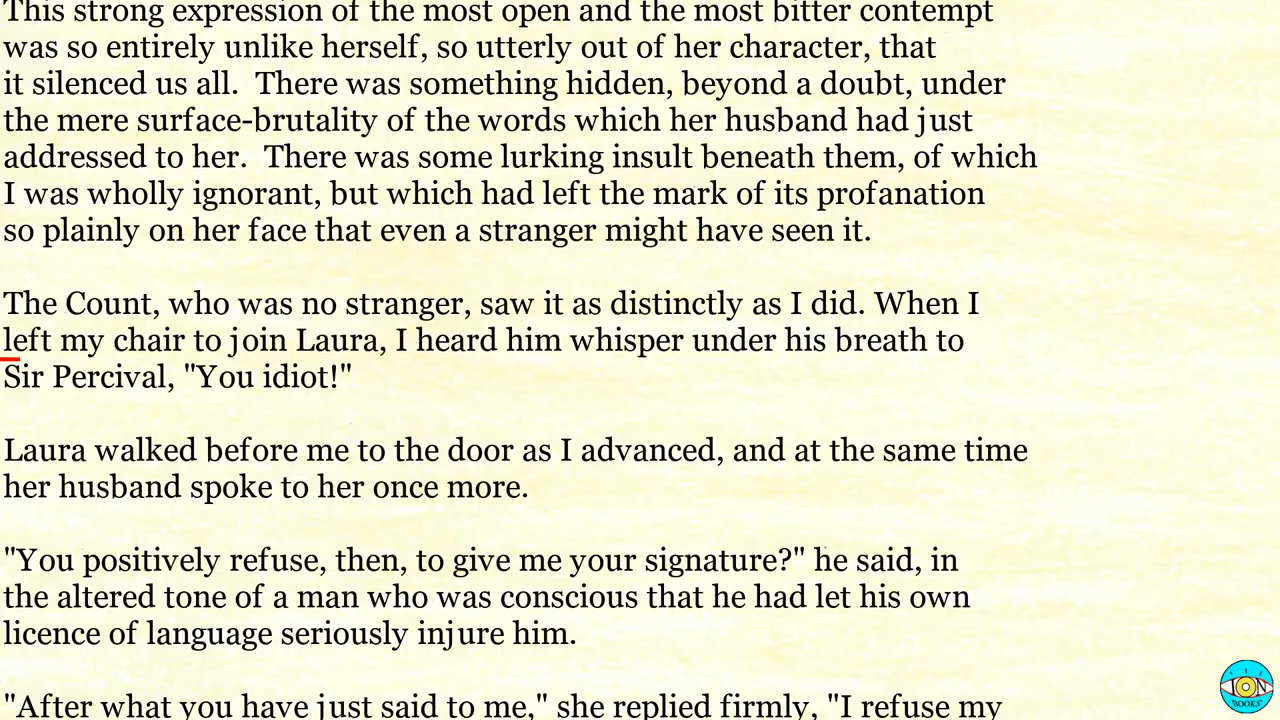 This strong expression of the most open and the most bitter contempt
was so entirely unlike herself, so utterly out of her character, that
it silenced us all.  There was something hidden, beyond a doubt, under
the mere surface-brutality of the words which her husband had just
addressed to her.  There was some lurking insult beneath them, of which
I was wholly ignorant, but which had left the mark of its profanation
so plainly on her face that even a stranger might have seen it.
The Count, who was no stranger, saw it as distinctly as I did. When I
left my chair to join Laura, I heard him whisper under his breath to
Sir Percival, "You idiot!"
Laura walked before me to the door as I advanced, and at the same time
her husband spoke to her once more.
"You positively refuse, then, to give me your signature?" he said, in
the altered tone of a man who was conscious that he had let his own
licence of language seriously injure him.
"After what you have just said to me," she replied firmly, "I refuse my
ION
BOOKS